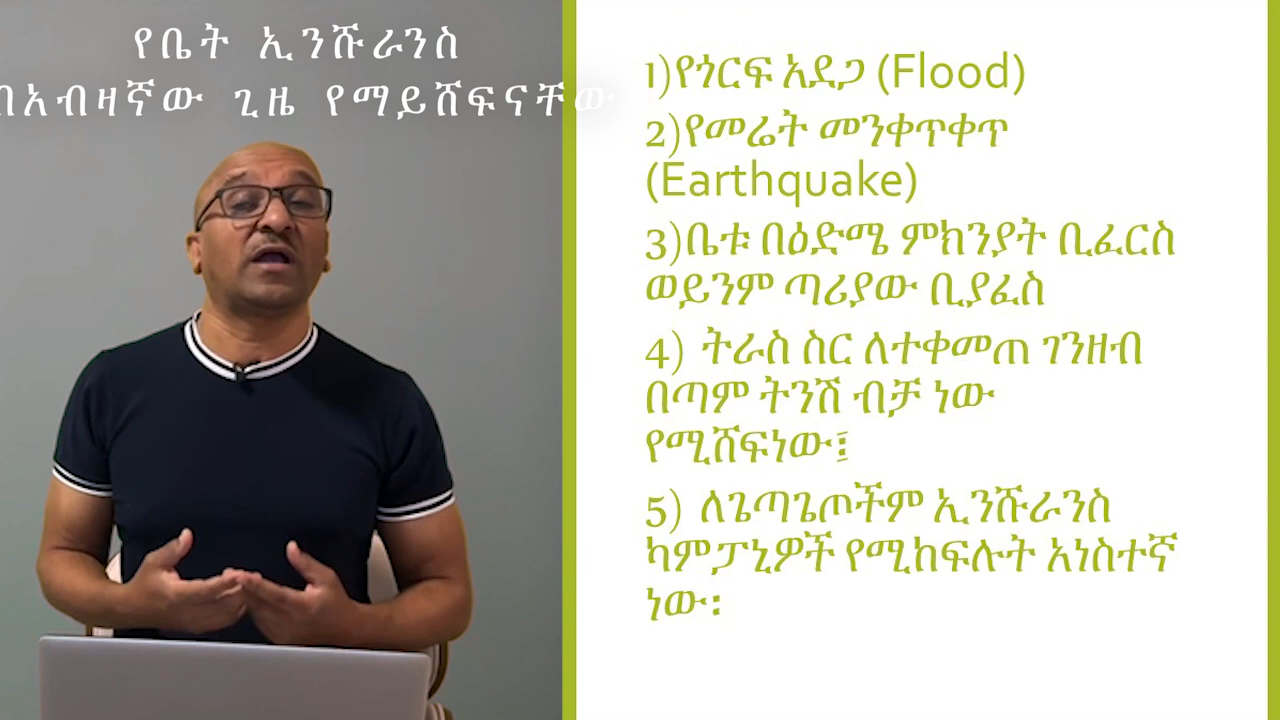 የቤት ኢንሹራንስ
በአብዛኛው ጊዜ የማይሸፍናቸው
1)የጎርፍ አደጋ (Flood)
2)የመሬት መንቀጥቀጥ
(Earthquake)
3)ቤቱ በዕድሜ ምክንያት ቢፈርስ
ወይንም ጣሪያው ቢያፈስ
4) ትራስ ስር ለተቀመጠ ገንዘብ
በጣም ትንሽ ብቻ ነው
የሚሸፍነው፤
5) ለጌጣጌጦችም ኢንሹራንስ
ካምፓኒዎች የሚከፍሉት አነስተኛ
ነው፡